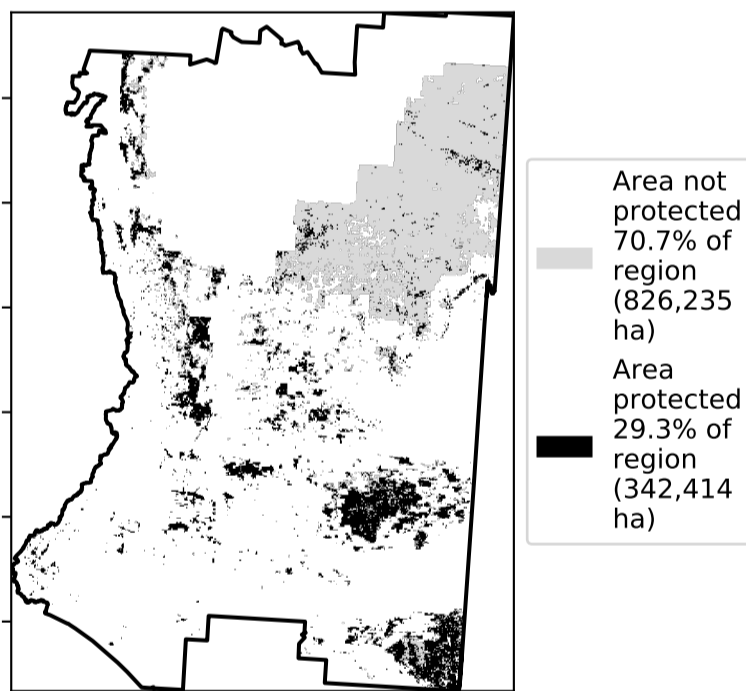 Area not
protected
70.7% of
region
(826,235
ha)
Area
protected
29.3% of
region
(342,414
ha)